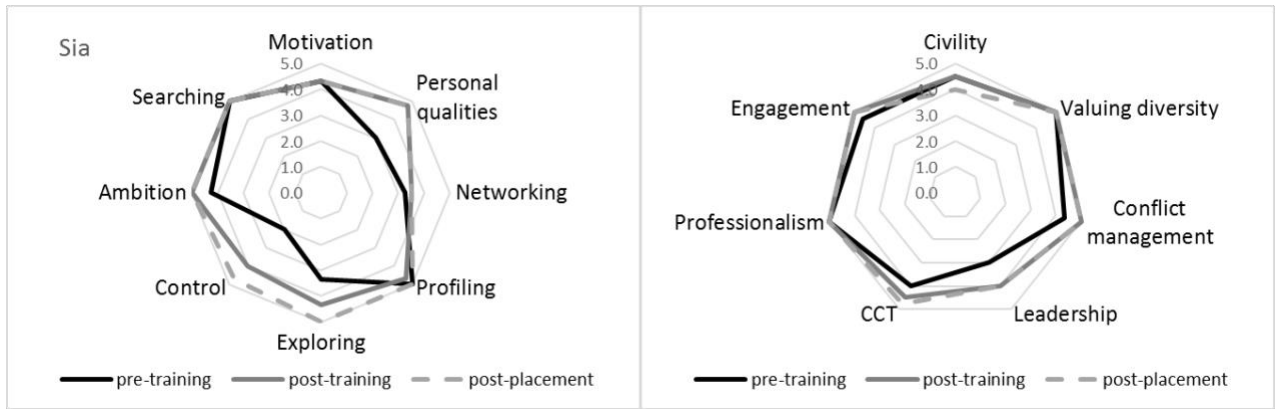 Sia
Motivation
5.0
4.0
3.0
2.0
1.0
0.0
Personal
qualities
Networking
Profiling
Exploring
Control
Ambition
Searching
pre-training
post-training
post-placement
Civility
5.0
4.0
3.0
2.0
1.0
0.0
Valuing diversity
Conflict
management
Leadership
CCT
Professionalism
Engagement
pre-training
post-training
post-placement